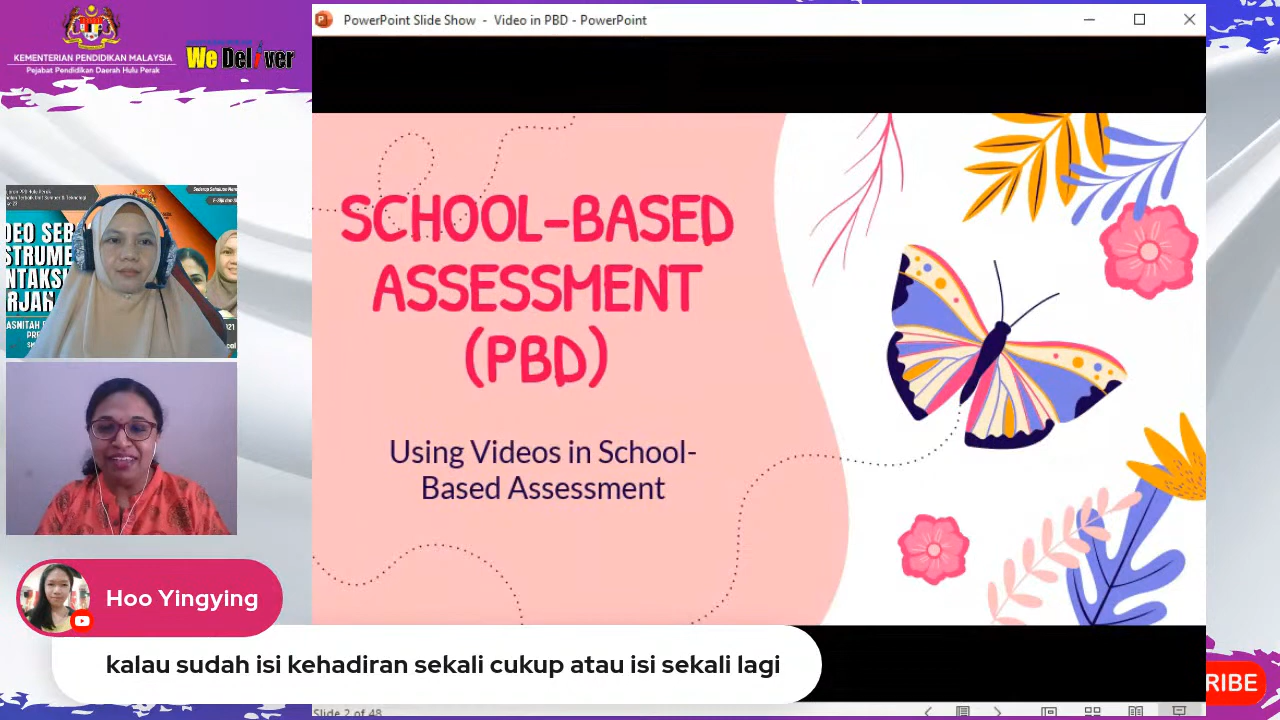 KEMENTERIAN PENDIDIKAN MALAYSIA
Pejabat Pendidikan Daerah Hulu Perak
We Deliver
PowerPoint Slide Show - Video in PBD - PowerPoint
SCHOOL-BASED
ASSESSMENT
(PBD)
Using Videos in School-
Based Assessment
Hoo Yingying
kalau sudah isi kehadiran sekali cukup atau isi sekali lagi
RIBE
Slide 2 of 48